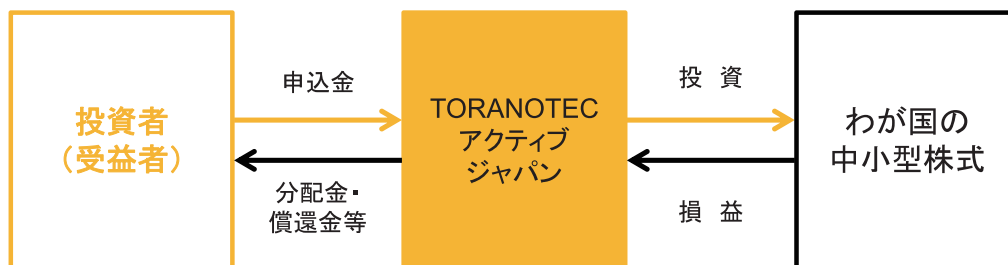 投資者
（受益者）
申込金
分配金・
償還金等
TORANOTEC
アクティブ
ジャパン
投 資
損 益
わが国の
中小型株式